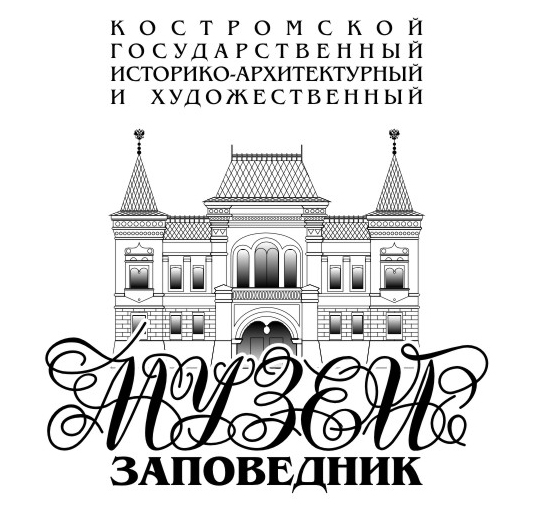 КОСТРОМСКОЙ
ГОСУДАРСТВЕННЫЙ
ИСТОРИКО-АРХИТЕКТУРНЫЙ
И ХУДОЖЕСТВЕННЫЙ
МУЗЕЙ
ЗАПОВЕДНИК